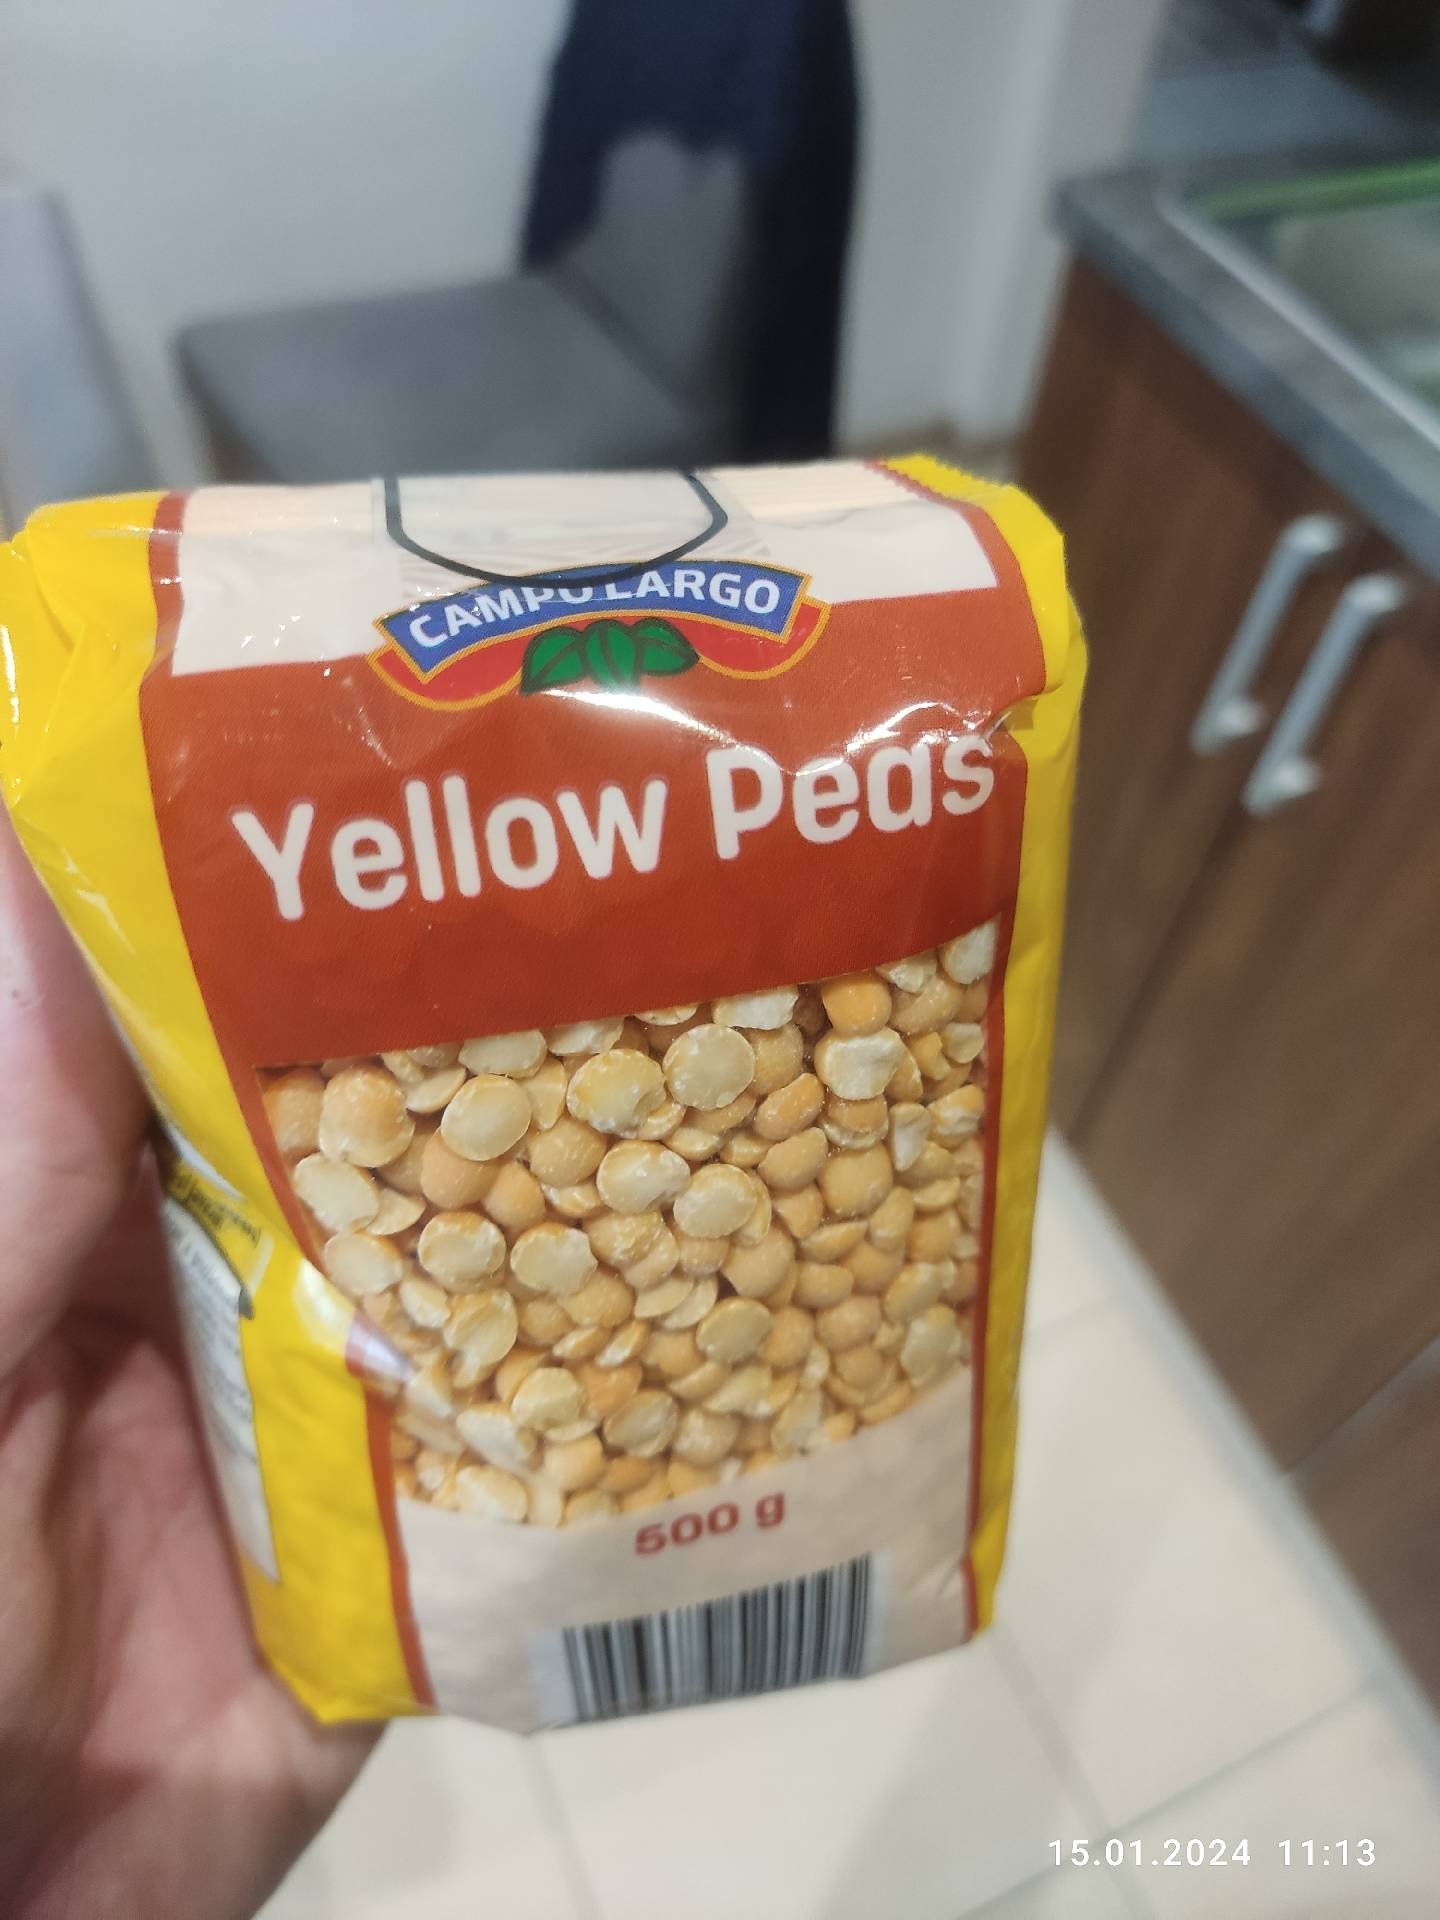 CAMPO LARGO
Yellow Peas
500 g
15.01.2024 11:13